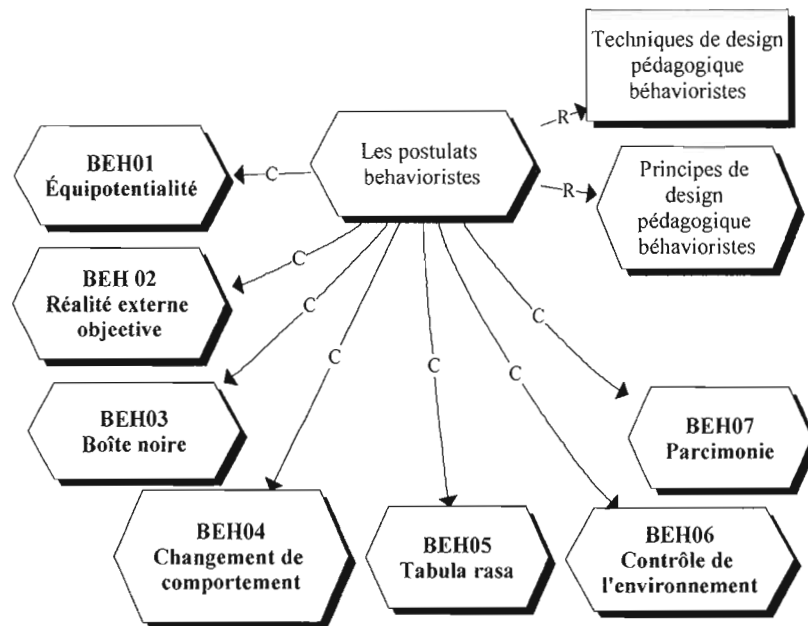 Techniques de design
pédagogique
béhavioristes
R
Les postulats
behavioristes
R
Principes de
design
pédagogique
béhavioristes
BEH01
Équipotentialité
C
BEH 02
Réalité externe
objective
C
C
C
C
C
C
BEH03
Boîte noire
BEH07
Parcimonie
BEH04
Changement de
comportement
BEH05
Tabula rasa
BEH06
Contrôle de
l'environnement